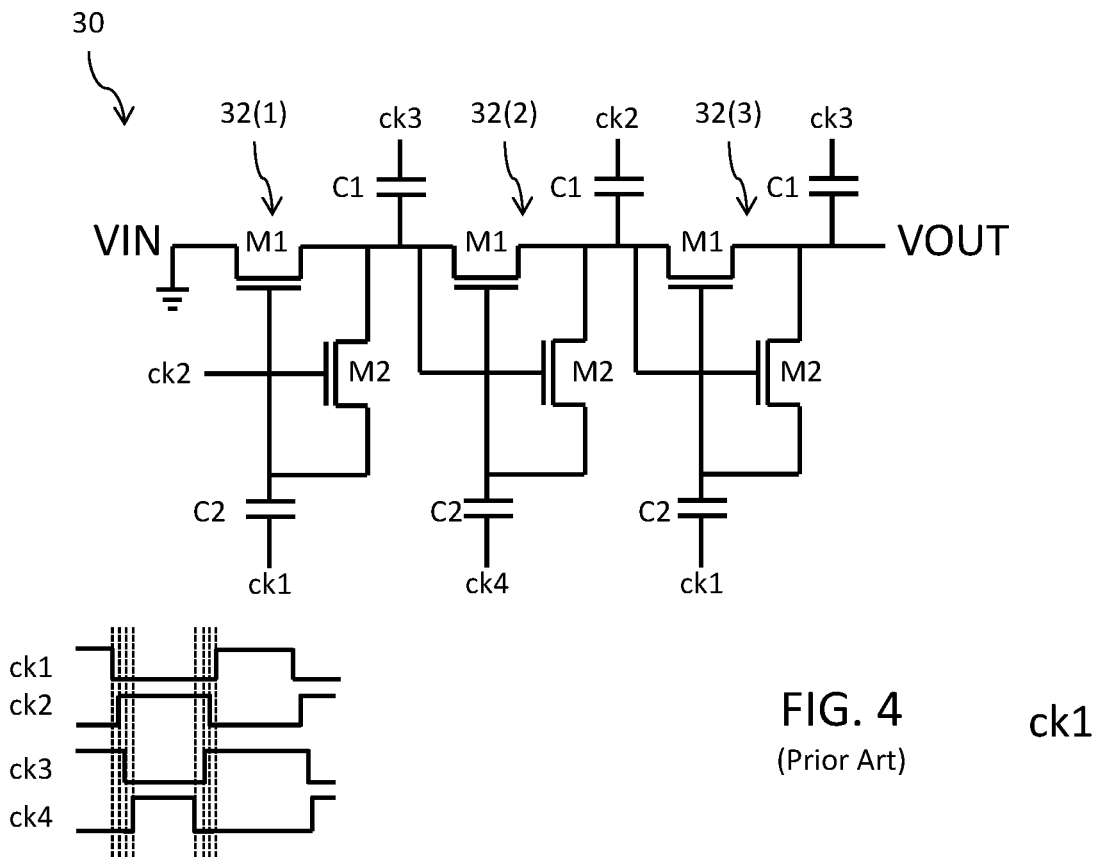 30
32(1) ck3 32(2) ck2 32(3) ck3
C1 C1 C1
VIN M1 M1 M1 VOUT
ck2 M2 M2 M2
C2 C2 C2
ck1 ck4 ck1
ck1
ck2
ck3
ck4
FIG. 4
(Prior Art)
ck1